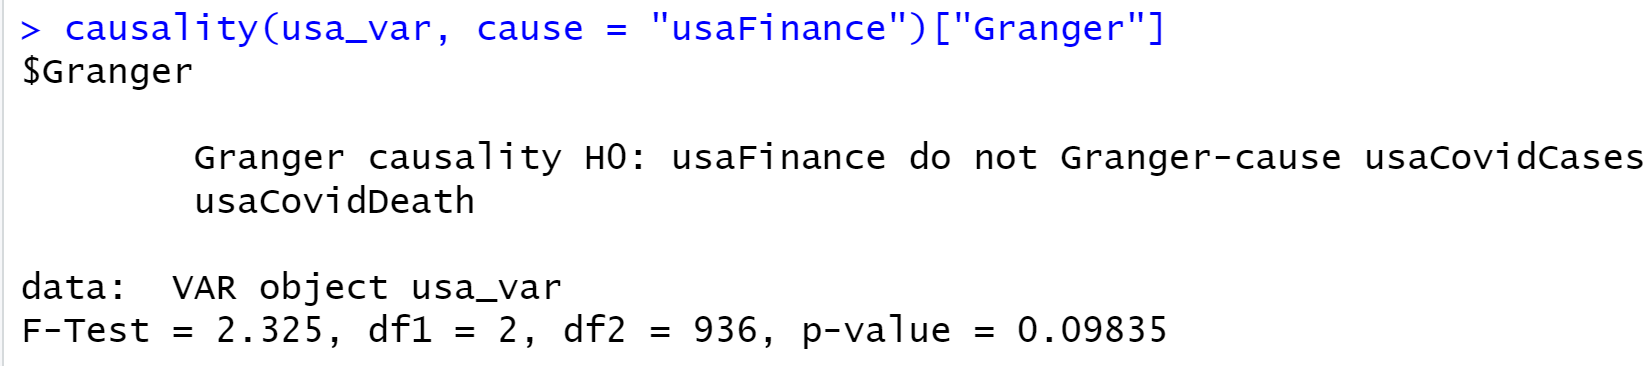 > causality(usa_var, cause = "usaFinance")["Granger"]
$Granger
Granger causality H0: usaFinance do not Granger-cause usaCovidCases
usaCovidDeath
data:  VAR object usa_var
F-Test = 2.325, df1 = 2, df2 = 936, p-value = 0.09835